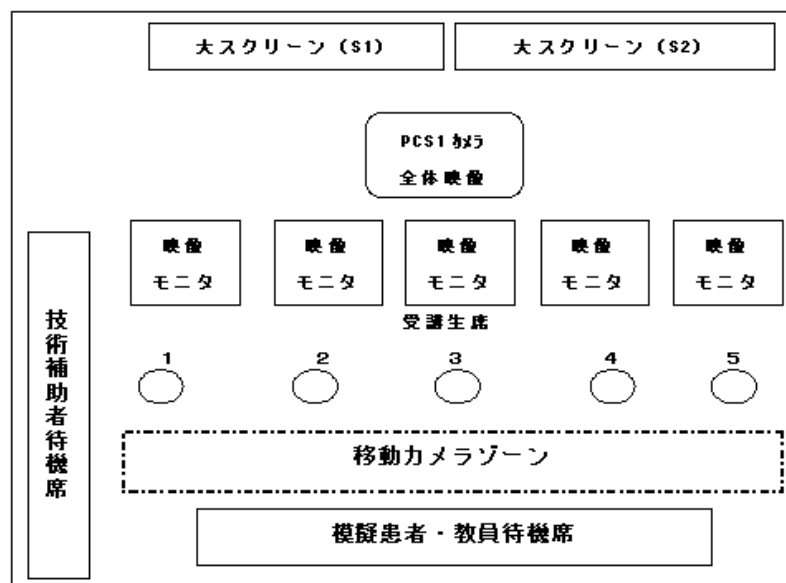 大スクリーン（S1）
大スクリーン（S2）
PCS1 ｶﾒﾗ
全体映像
映像
モニタ
映像
モニタ
映像
モニタ
映像
モニタ
映像
モニタ
受講生席
1
2
3
4
5
技術補助者待機席
移動カメラゾーン
模擬患者・教員待機席